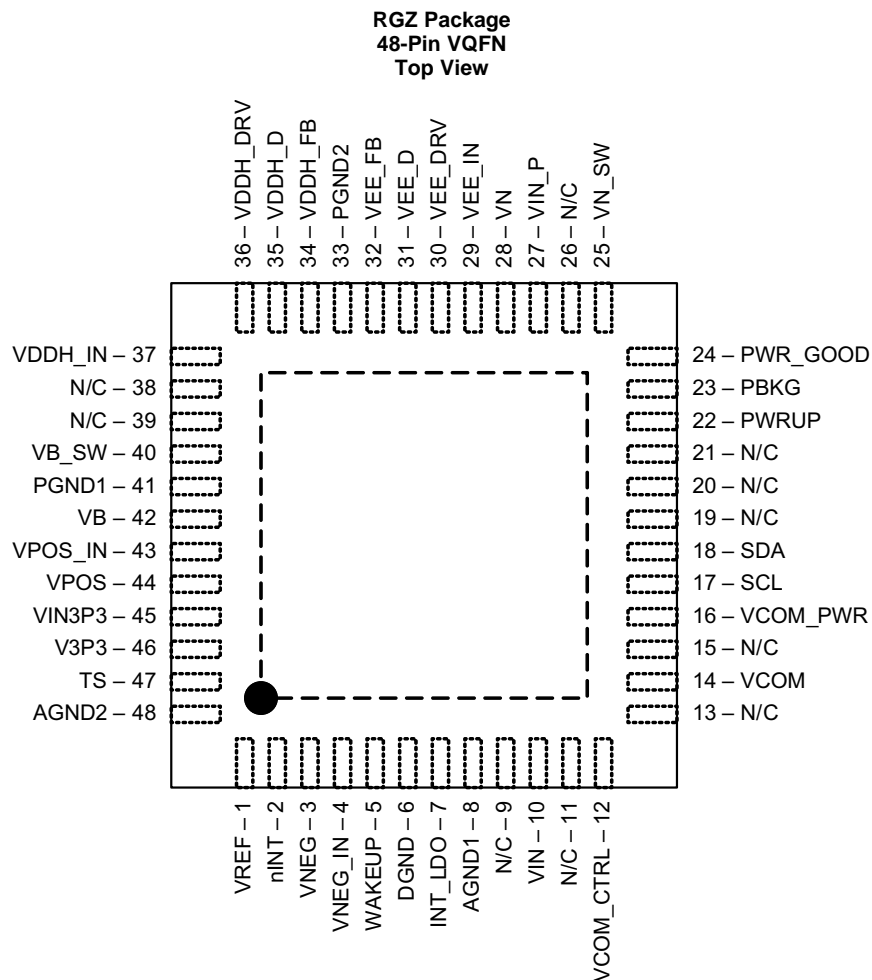 RGZ Package
48-Pin VQFN
Top View
36 – VDDH_DRV
35 – VDDH_D
34 – VDDH_FB
33 – PGND2
32 – VEE_FB
31 – VEE_D
30 – VEE_DRV
29 – VEE_IN
28 – VN
27 – VIN_P
26 – N/C
25 – VN_SW
VDDH_IN – 37
N/C – 38
N/C – 39
VB_SW – 40
PGND1 – 41
VB – 42
VPOS_IN – 43
VPOS – 44
VIN3P3 – 45
V3P3 – 46
TS – 47
AGND2 – 48
24 – PWR_GOOD
23 – PBKG
22 – PWRUP
21 – N/C
20 – N/C
19 – N/C
18 – SDA
17 – SCL
16 – VCOM_PWR
15 – N/C
14 – VCOM
13 – N/C
VREF – 1
nINT – 2
VNEG – 3
VNEG_IN – 4
WAKEUP – 5
DGND – 6
INT_LDO – 7
AGND1 – 8
N/C – 9
VIN – 10
N/C – 11
VCOM_CTRL – 12